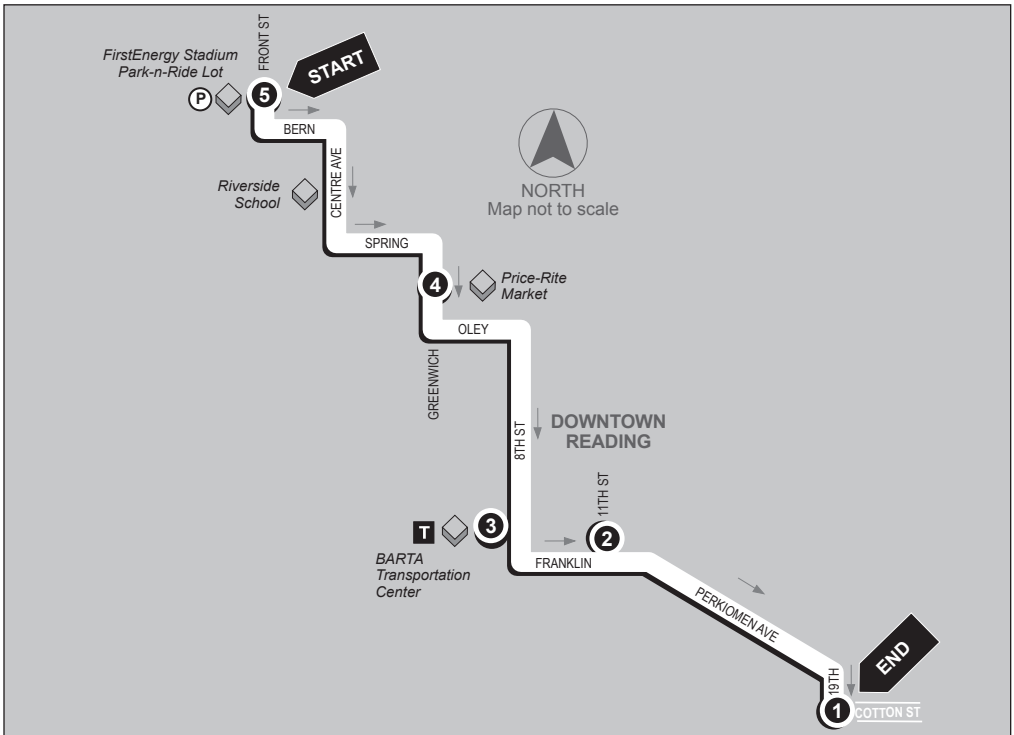 FRONT ST
FirstEnergy Stadium
Park-n-Ride Lot
P
5
START
BERN
CENTRE AVE
Riverside
School
NORTH
Map not to scale
SPRING
4
Price-Rite
Market
OLEY
GREENWICH
8TH ST
DOWNTOWN
READING
11TH ST
T
3
2
BARTA
Transportation
Center
FRANKLIN
PERKIOMEN AVE
END
19TH
1
COTTON ST